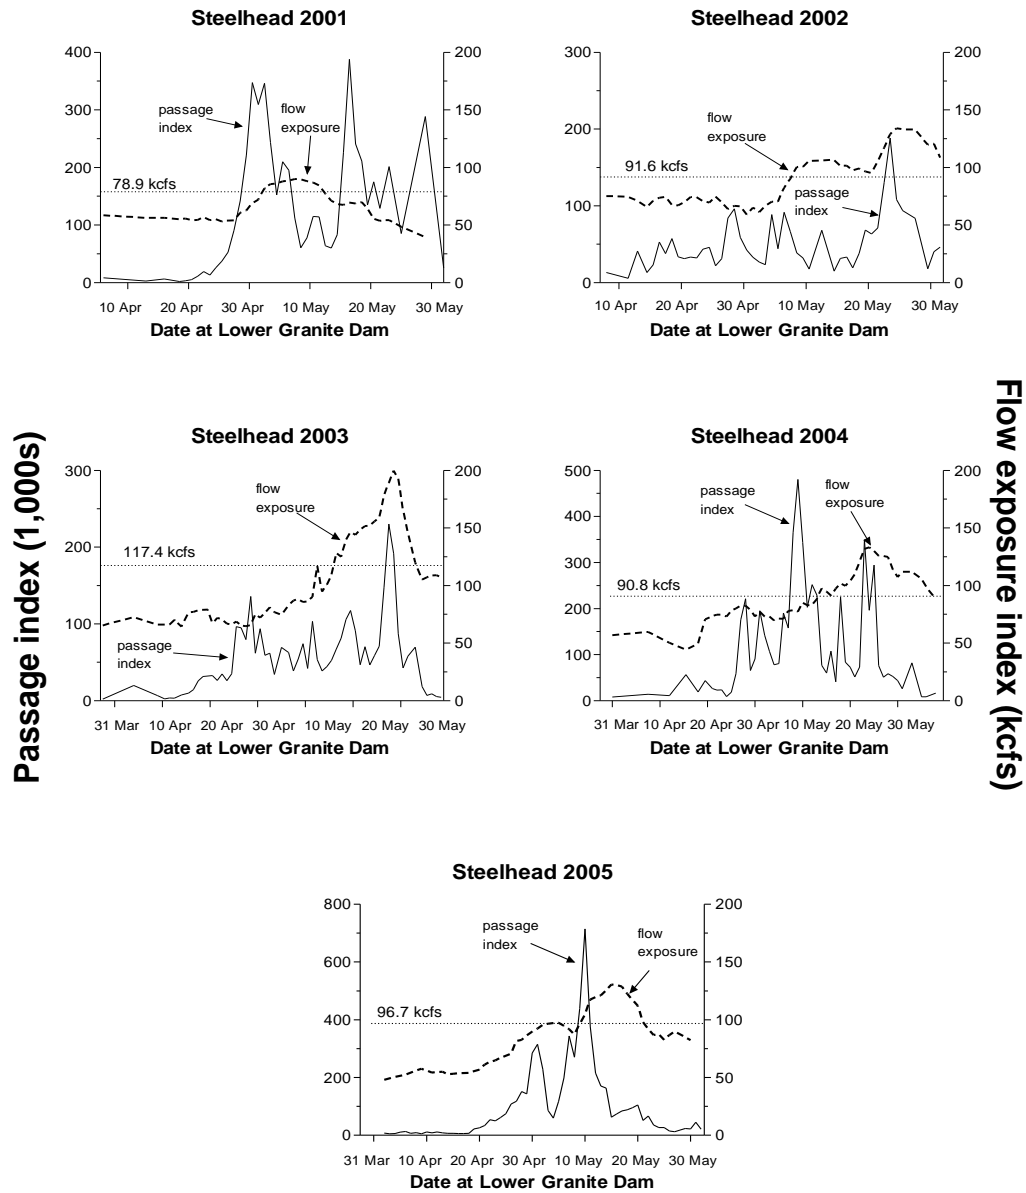 Steelhead 2001
400
300
200
100
0
200
150
100
50
0
passage
index
flow
exposure
78.9 kcfs
10 Apr 20 Apr 30 Apr 10 May 20 May 30 May
Date at Lower Granite Dam
Steelhead 2002
300
200
100
0
200
150
100
50
0
flow
exposure
91.6 kcfs
passage
index
10 Apr 20 Apr 30 Apr 10 May 20 May 30 May
Date at Lower Granite Dam
Passage index (1,000s)
Flow exposure index (kcfs)
Steelhead 2003
300
200
100
0
200
150
100
50
0
flow
exposure
117.4 kcfs
passage
index
31 Mar 10 Apr 20 Apr 30 Apr 10 May 20 May 30 May
Date at Lower Granite Dam
Steelhead 2004
500
400
300
200
100
0
200
150
100
50
0
passage
index
flow
exposure
90.8 kcfs
31 Mar 10 Apr 20 Apr 30 Apr 10 May 20 May 30 May
Date at Lower Granite Dam
Steelhead 2005
800
600
400
200
0
200
150
100
50
0
passage
index
flow
exposure
96.7 kcfs
31 Mar 10 Apr 20 Apr 30 Apr 10 May 20 May 30 May
Date at Lower Granite Dam